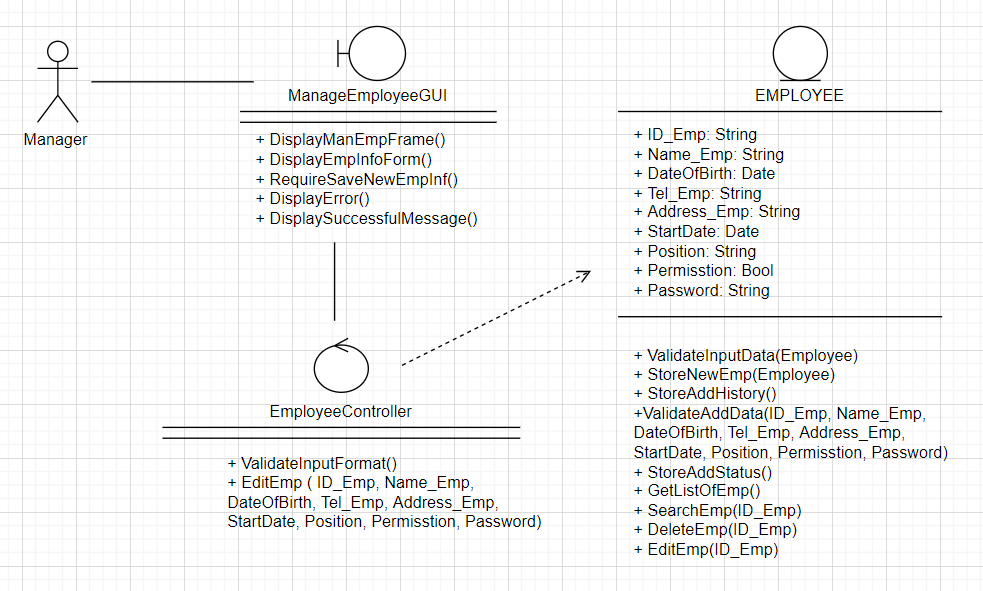 Manager
ManageEmployeeGUI
+ DisplayManEmpFrame()
+ DisplayEmpInfoForm()
+ RequireSaveNewEmpInf()
+ DisplayError()
+ DisplaySuccessfulMessage()
EmployeeController
+ ValidateInputFormat()
+ EditEmp ( ID_Emp, Name_Emp,
DateOfBirth, Tel_Emp, Address_Emp,
StartDate, Position, Permisstion, Password)
EMPLOYEE
+ ID_Emp: String
+ Name_Emp: String
+ DateOfBirth: Date
+ Tel_Emp: String
+ Address_Emp: String
+ StartDate: Date
+ Position: String
+ Permisstion: Bool
+ Password: String
+ ValidateInputData(Employee)
+ StoreNewEmp(Employee)
+ StoreAddHistory()
+ValidateAddData(ID_Emp, Name_Emp,
DateOfBirth, Tel_Emp, Address_Emp,
StartDate, Position, Permisstion, Password)
+ StoreAddStatus()
+ GetListOfEmp()
+ SearchEmp(ID_Emp)
+ DeleteEmp(ID_Emp)
+ EditEmp(ID_Emp)